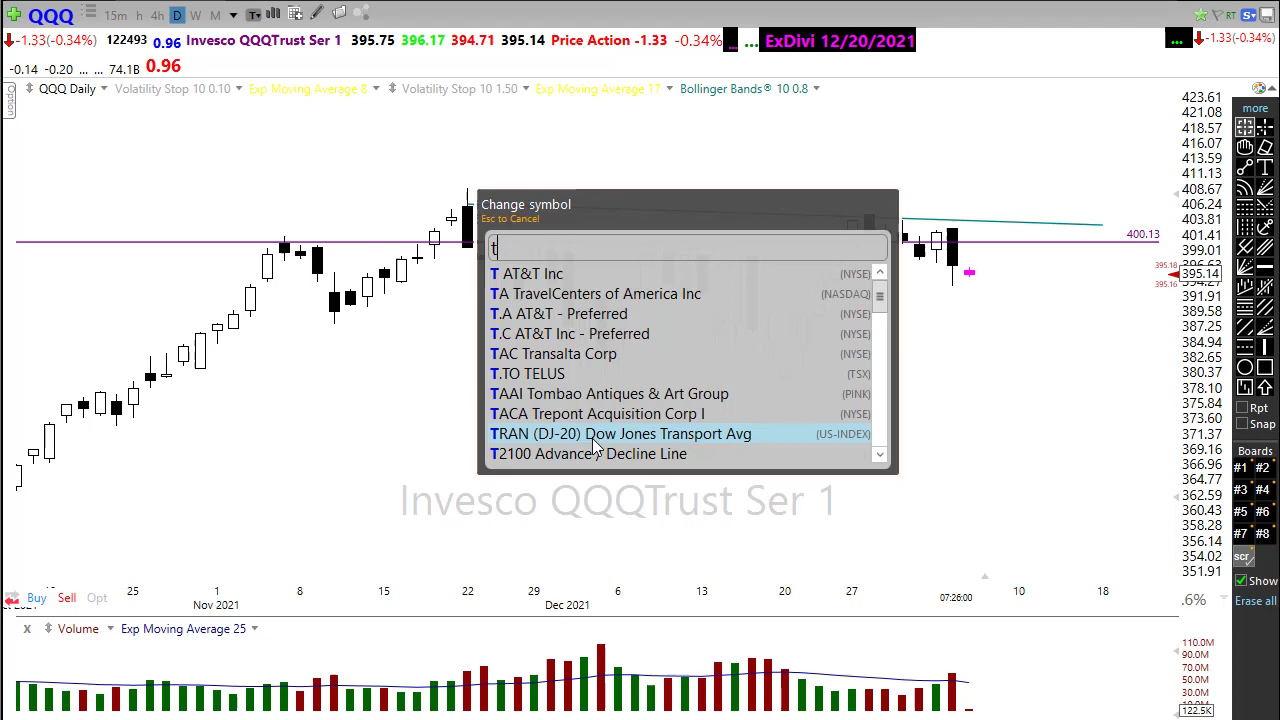 QQQ 15m h 4h D W M T RT S
-1.33(-0.34%) 122493 0.96 Invesco QQQTrust Ser 1 395.75 396.17 394.71 395.14 Price Action -1.33 -0.34% ... ... ExDivi 12/20/2021 ... -1.33(-0.34%)
-0.14 -0.20 ... ... 74.1B 0.96
Option
QQQ Daily Volatility Stop 10 0.10 Exp Moving Average 8 Volatility Stop 10 1.50 Exp Moving Average 17 Bollinger Bands® 10 0.8
423.61
421.08
418.57
416.07
413.59
411.13
408.67
406.24
403.81
401.41
399.01
391.91
389.58
387.25
384.94
382.65
380.37
378.10
375.84
373.60
371.37
369.16
366.96
364.77
362.59
360.43
358.28
356.14
354.02
351.91
400.13
395.18
395.14
395.16
Change symbol
Esc to Cancel
t
T AT&T Inc (NYSE)
TA TravelCenters of America Inc (NASDAQ)
T.A AT&T - Preferred (NYSE)
T.C AT&T Inc - Preferred (NYSE)
TAC Transalta Corp (NYSE)
T.TO TELUS (TSX)
TAAI Tombao Antiques & Art Group (PINK)
TACA Trepont Acquisition Corp I (NYSE)
TRAN (DJ-20) Dow Jones Transport Avg (US-INDEX)
T2100 Advance / Decline Line
Invesco QQQTrust Ser 1
more
T
Rpt
Snap
Boards
#1 #2
#3 #4
#5 #6
#7 #8
scr
Show
Erase all
25 1 8 15 22 29 6 13 20 27 07:26:00 10 18
Buy Sell Opt Nov 2021 Dec 2021 .6%
X Volume Exp Moving Average 25
110.0M
90.0M
70.0M
50.0M
30.0M
122.5K